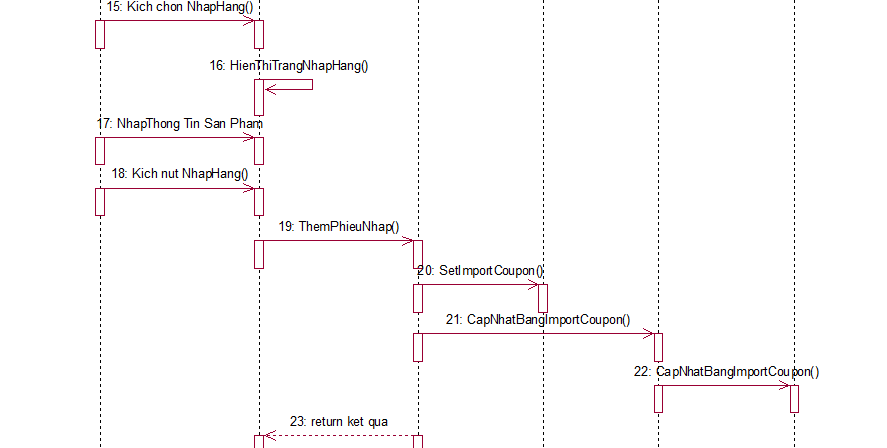 15: Kich chon NhapHang()
16: HienThiTrangNhapHang()
17: NhapThong Tin San Pham
18: Kich nut NhapHang()
19: ThemPhieuNhap()
20: SetImportCoupon()
21: CapNhatBangImportCoupon()
22: CapNhatBangImportCoupon()
23: return ket qua